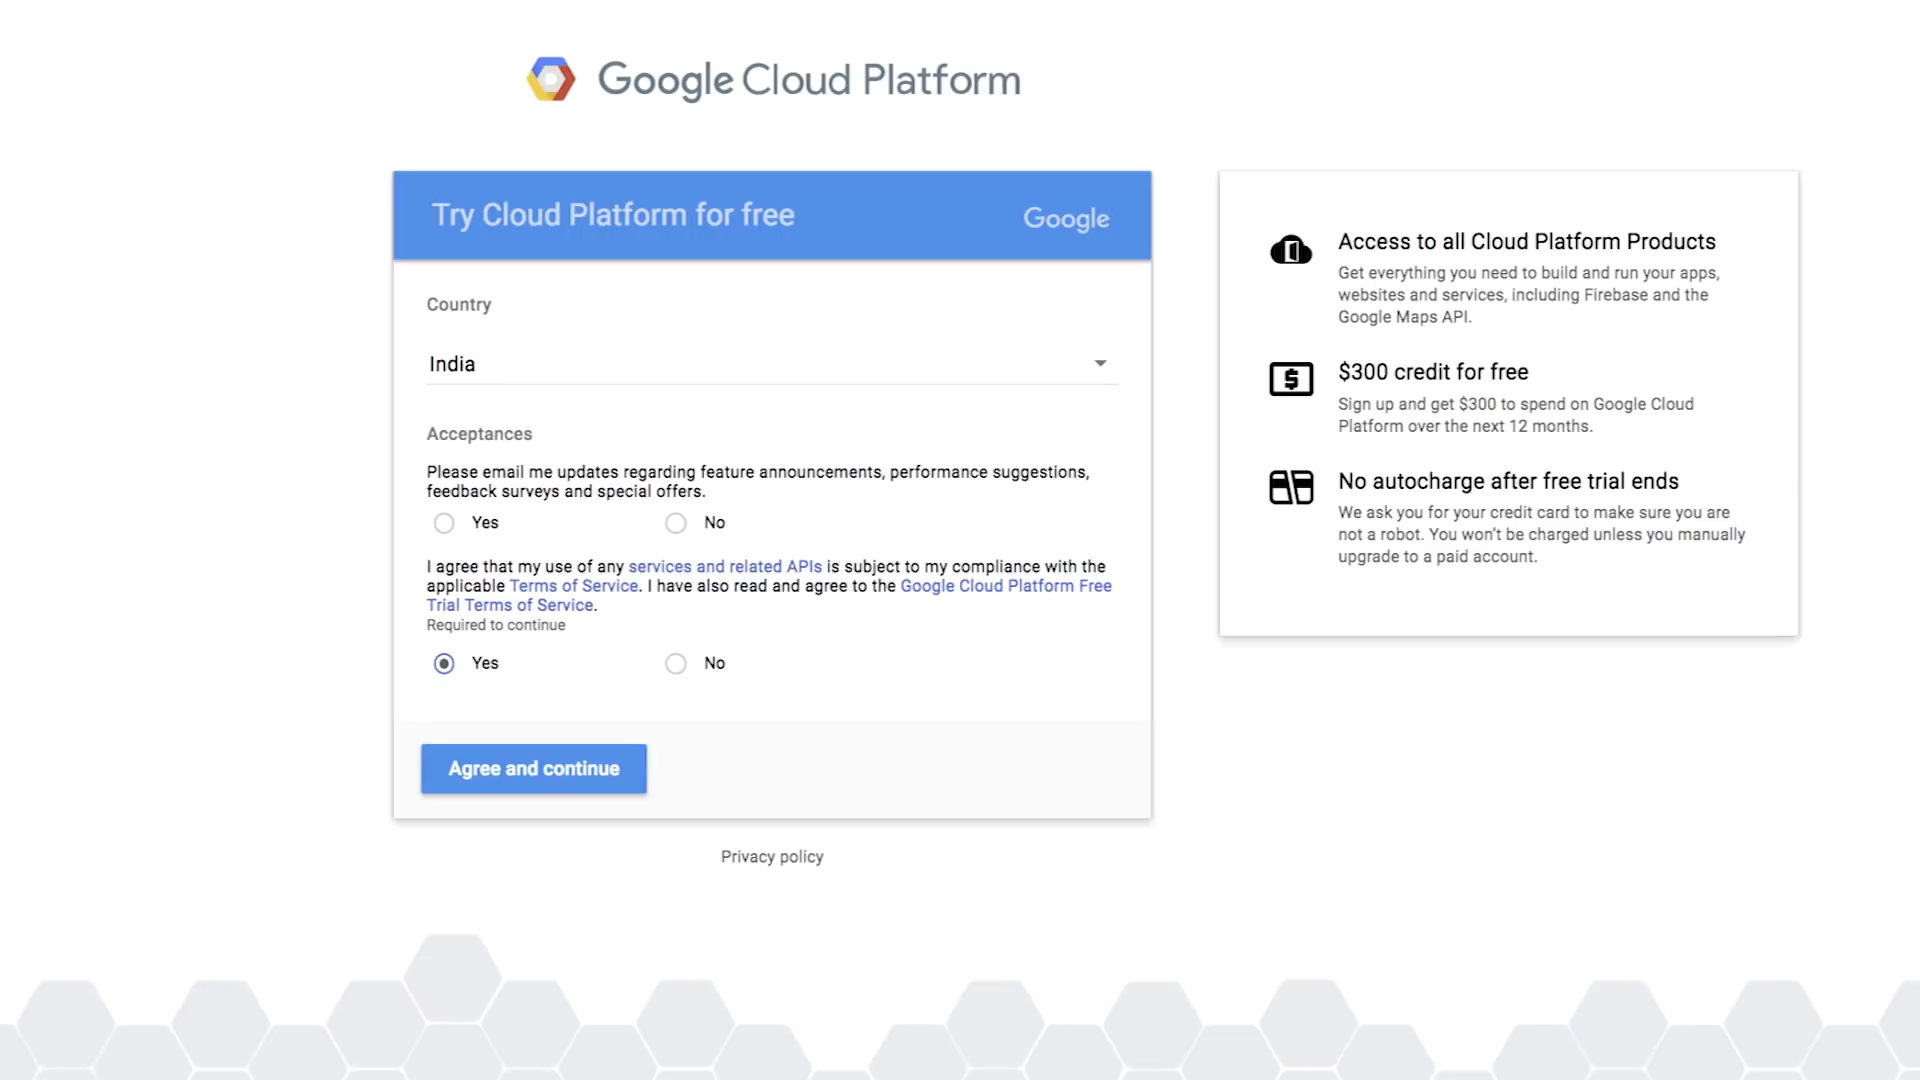 Google Cloud Platform
Try Cloud Platform for free
Google
Country
India
Acceptances
Please email me updates regarding feature announcements, performance suggestions,
feedback surveys and special offers.
Yes No
I agree that my use of any services and related APIs is subject to my compliance with the
applicable Terms of Service. I have also read and agree to the Google Cloud Platform Free
Trial Terms of Service.
Required to continue
Yes No
Agree and continue
Privacy policy
Access to all Cloud Platform Products
Get everything you need to build and run your apps,
websites and services, including Firebase and the
Google Maps API.
$300 credit for free
Sign up and get $300 to spend on Google Cloud
Platform over the next 12 months.
No autocharge after free trial ends
We ask you for your credit card to make sure you are
not a robot. You won't be charged unless you manually
upgrade to a paid account.